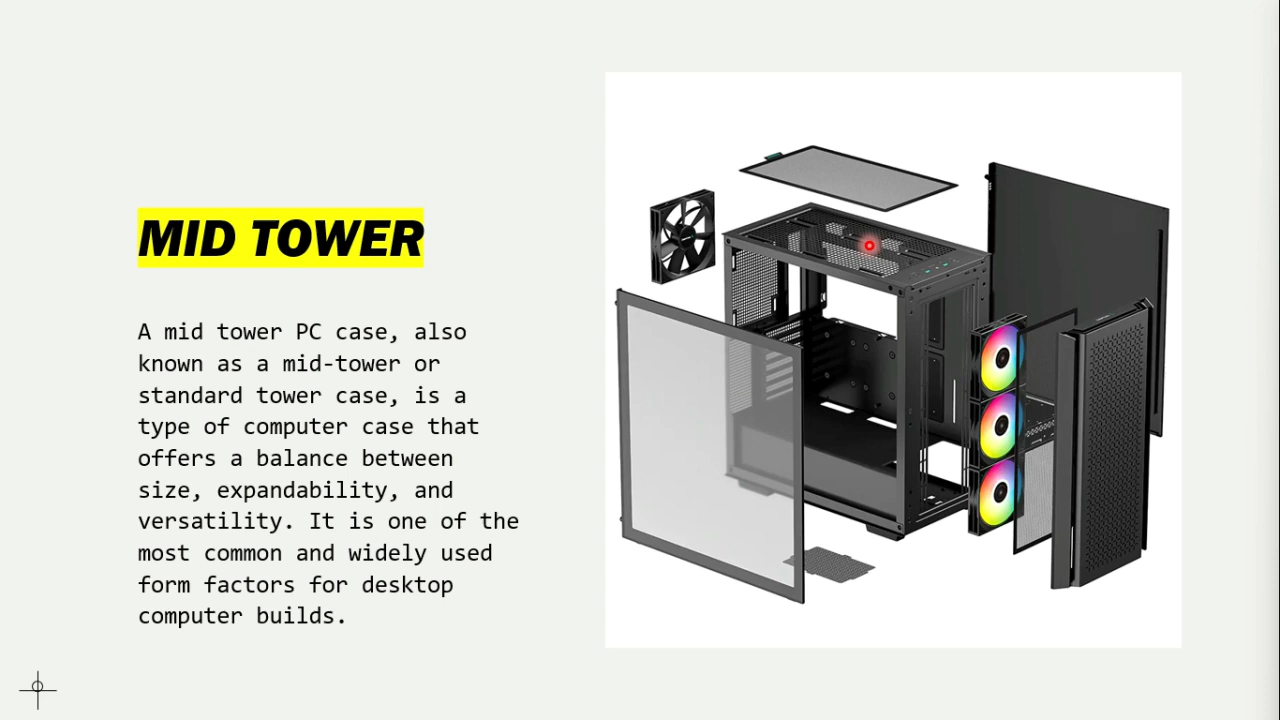 MID TOWER
A mid tower PC case, also
known as a mid-tower or
standard tower case, is a
type of computer case that
offers a balance between
size, expandability, and
versatility. It is one of the
most common and widely used
form factors for desktop
computer builds.